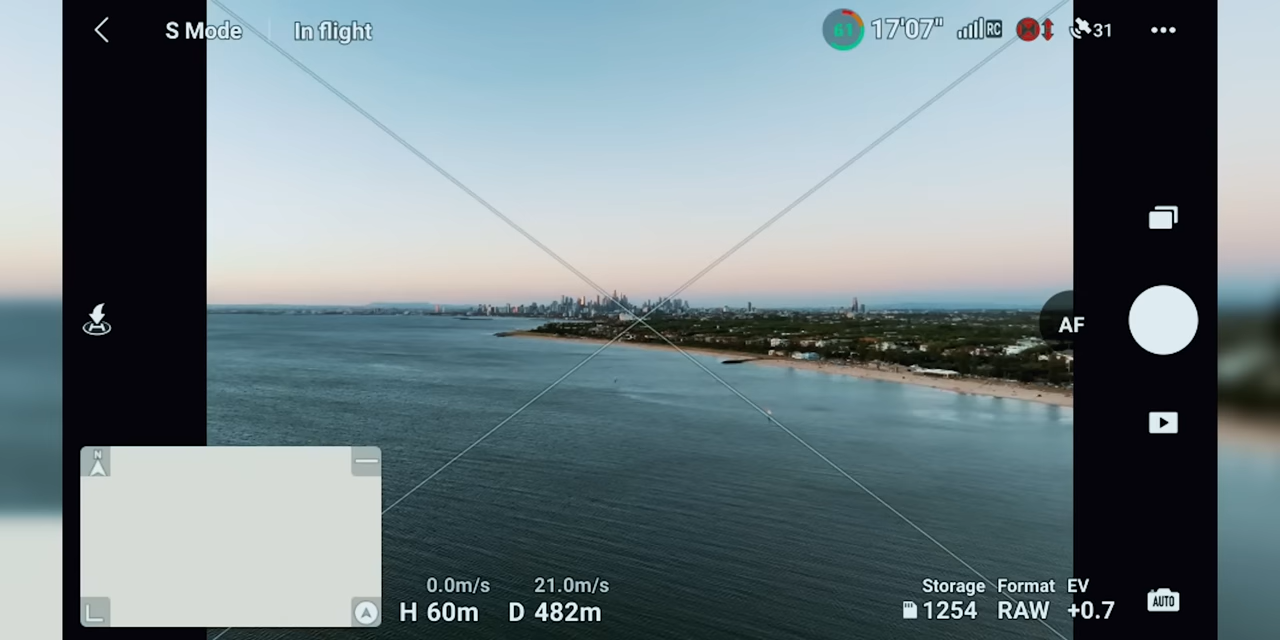 S Mode In flight 61 17'07" RC 31
AF
N
0.0m/s 21.0m/s
H 60m D 482m
Storage Format EV
1254 RAW +0.7
AUTO